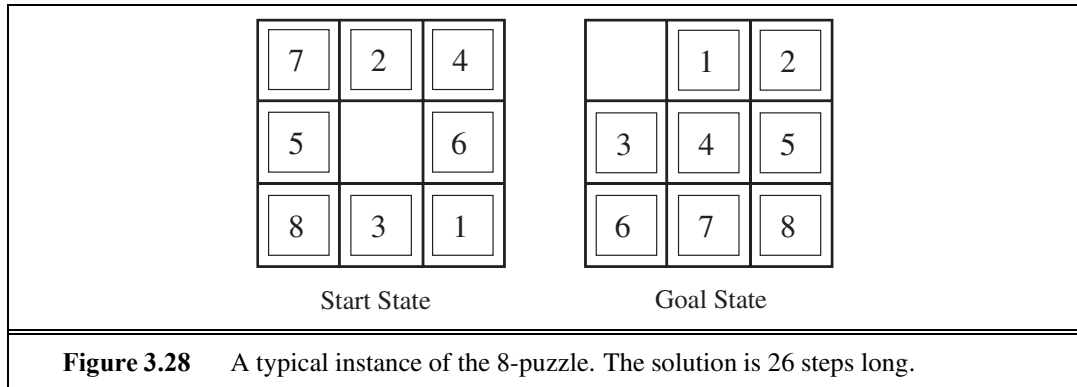 7 2 4 1 2
5 6 3 4 5
8 3 1 6 7 8
Start State Goal State
Figure 3.28 A typical instance of the 8-puzzle. The solution is 26 steps long.